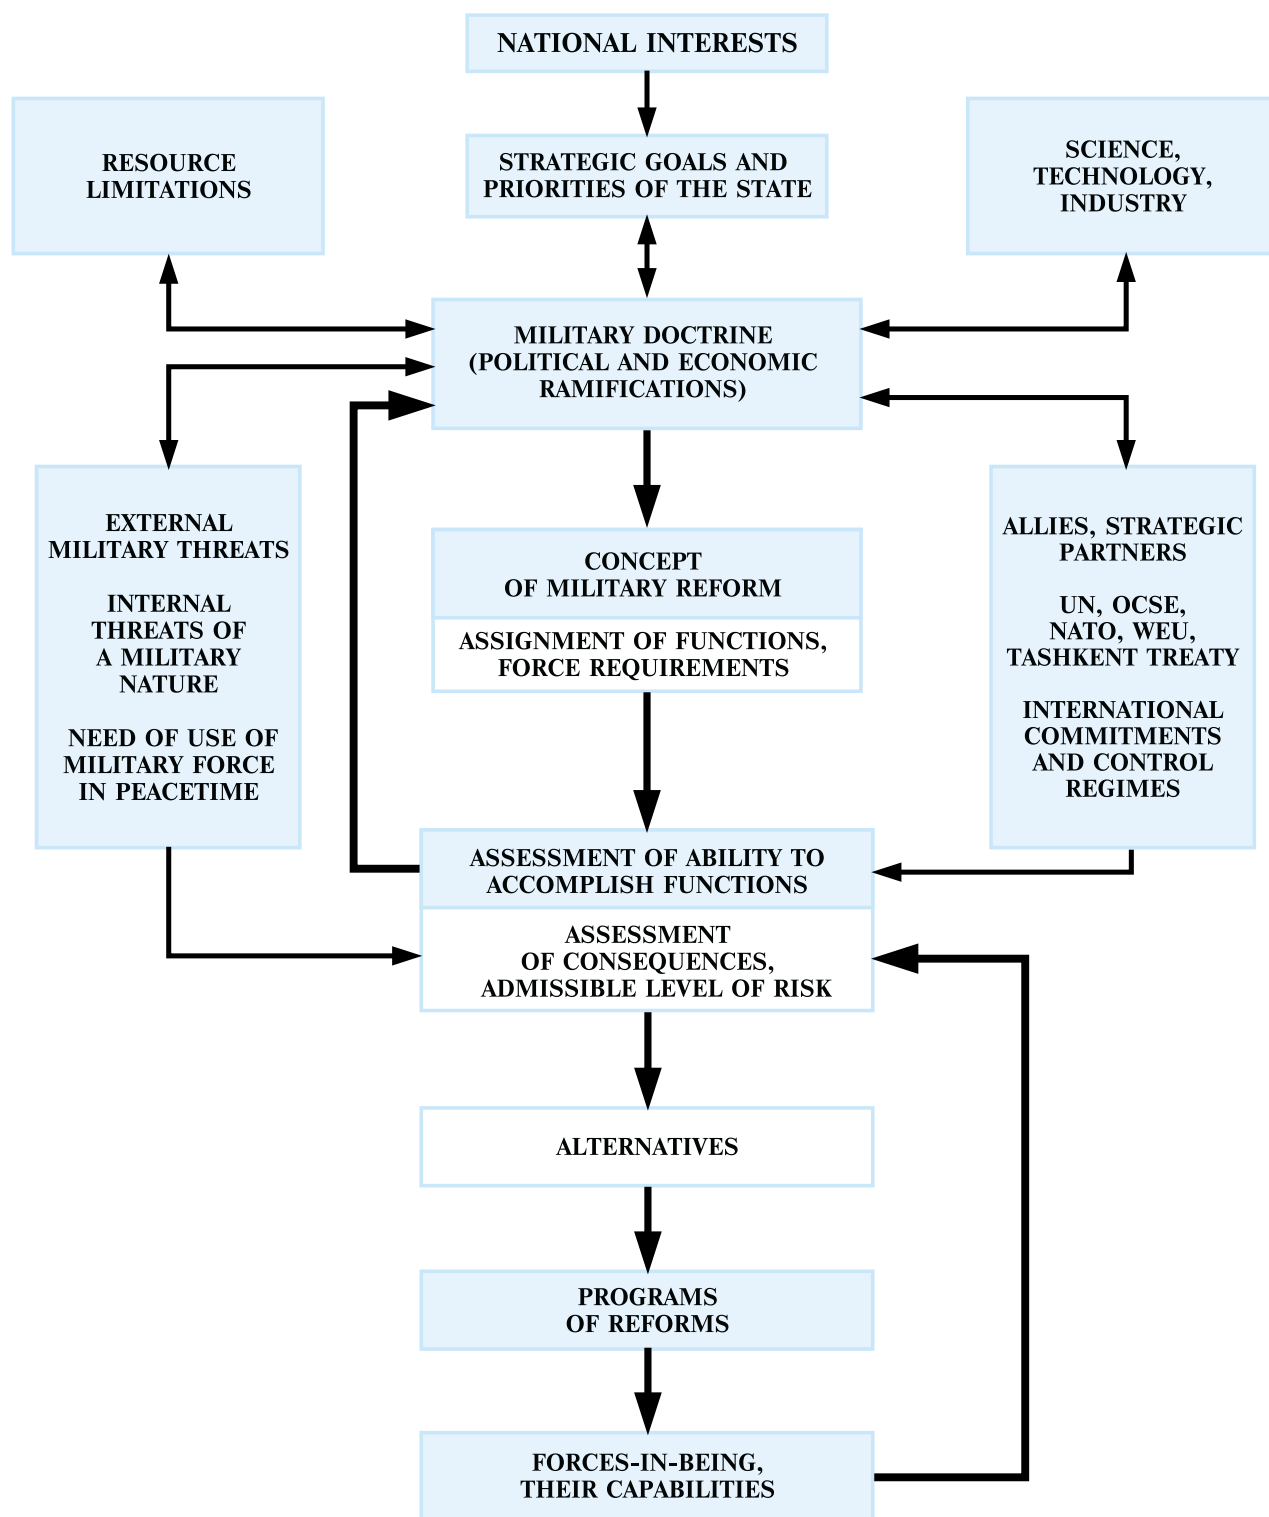 NATIONAL INTERESTS
RESOURCE
LIMITATIONS
STRATEGIC GOALS AND
PRIORITIES OF THE STATE
SCIENCE,
TECHNOLOGY,
INDUSTRY
MILITARY DOCTRINE
(POLITICAL AND ECONOMIC
RAMIFICATIONS)
EXTERNAL
MILITARY THREATS
INTERNAL
THREATS OF
A MILITARY
NATURE
NEED OF USE OF
MILITARY FORCE
IN PEACETIME
CONCEPT
OF MILITARY REFORM
ASSIGNMENT OF FUNCTIONS,
FORCE REQUIREMENTS
ALLIES, STRATEGIC
PARTNERS
UN, OCSE,
NATO, WEU,
TASHKENT TREATY
INTERNATIONAL
COMMITMENTS
AND CONTROL
REGIMES
ASSESSMENT OF ABILITY TO
ACCOMPLISH FUNCTIONS
ASSESSMENT
OF CONSEQUENCES,
ADMISSIBLE LEVEL OF RISK
ALTERNATIVES
PROGRAMS
OF REFORMS
FORCES-IN-BEING,
THEIR CAPABILITIES